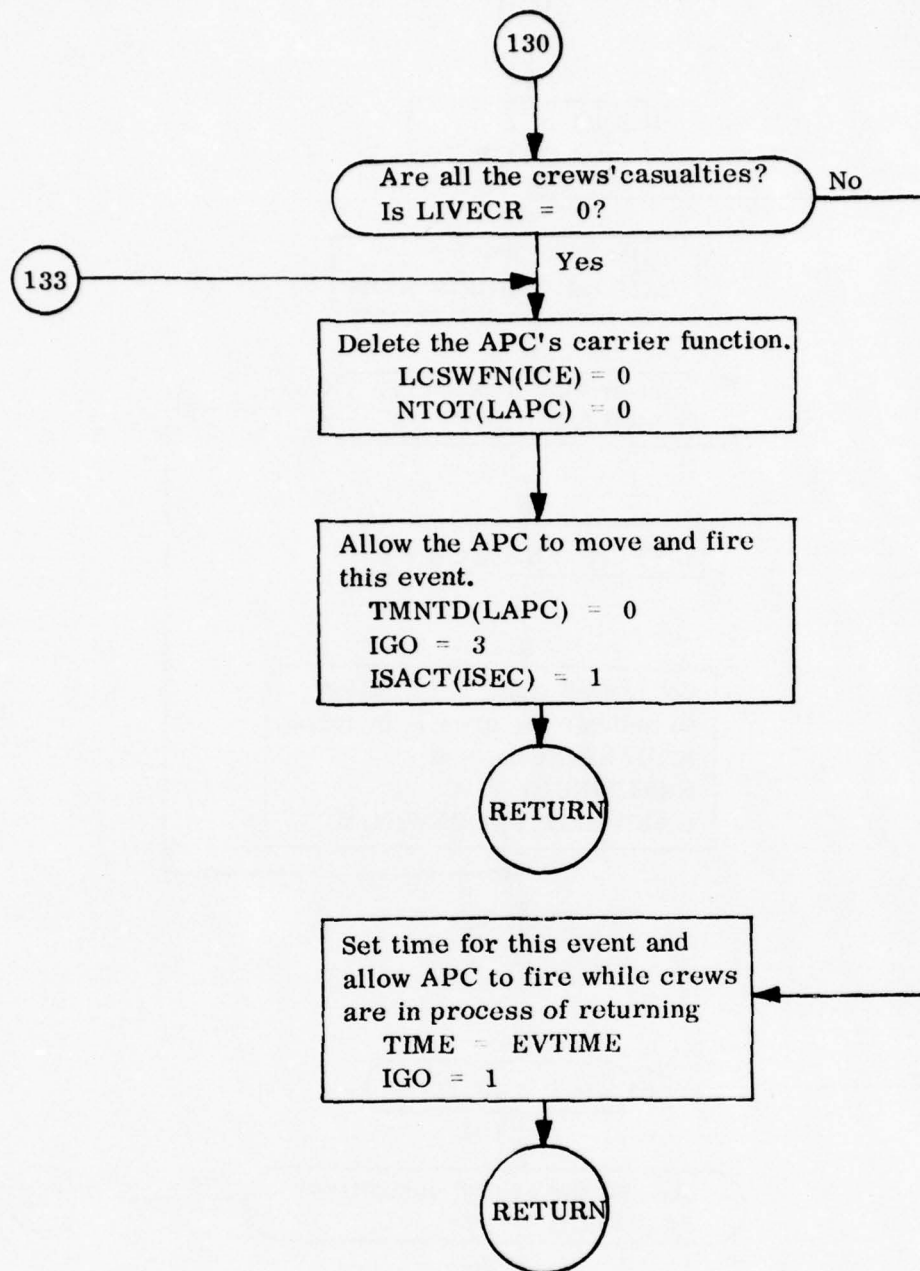 130
Are all the crews' casualties?
Is LIVECR = 0?
No
Yes
133
Delete the APC's carrier function.
LCSWFN(ICE) = 0
NTOT(LAPC) = 0
Allow the APC to move and fire
this event.
TMNTD(LAPC) = 0
IGO = 3
ISACT(ISEC) = 1
RETURN
Set time for this event and
allow APC to fire while crews
are in process of returning
TIME = EVTIME
IGO = 1
RETURN